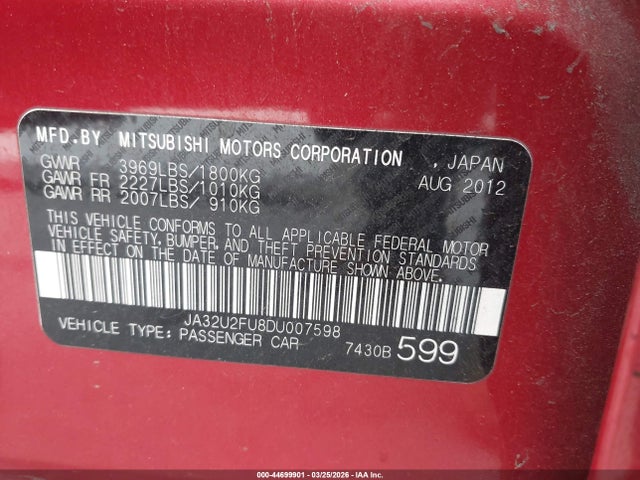 MFD.BY MITSUBISHI MOTORS CORPORATION , JAPAN
GVWR 3969LBS/1800KG AUG 2012
GAWR FR 2227LBS/1010KG
GAWR RR 2007LBS/ 910KG
THIS VEHICLE CONFORMS TO ALL APPLICABLE FEDERAL MOTOR
VEHICLE SAFETY, BUMPER, AND THEFT PREVENTION STANDARDS
IN EFFECT ON THE DATE OF MANUFACTURE SHOWN ABOVE.
JA32U2FU8DU007598
VEHICLE TYPE: PASSENGER CAR 7430B 599
000-44699901 - 03/25/2026 - IAAI.COM